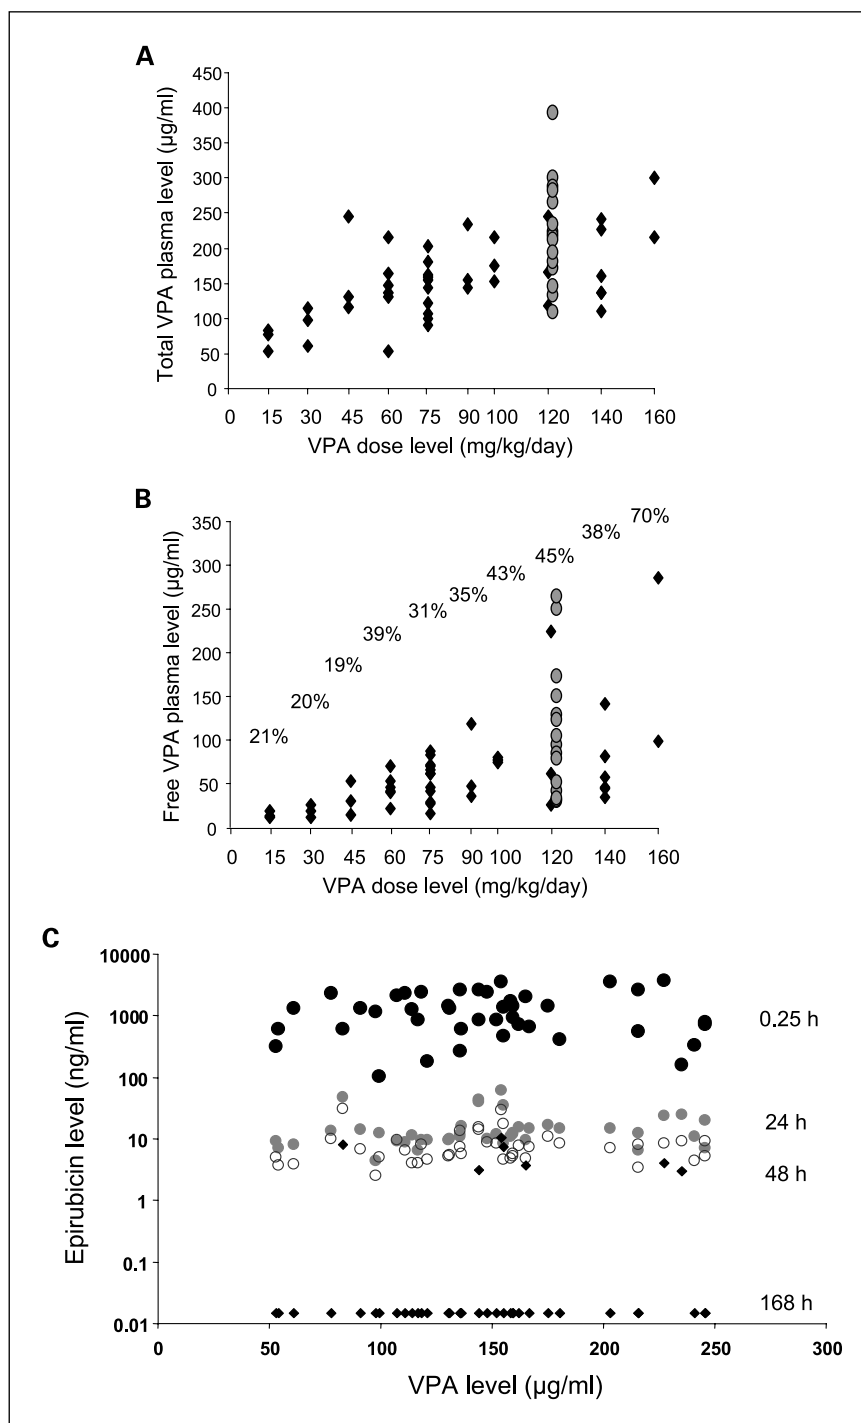 A
Total VPA plasma level (µg/ml)
450
400
350
300
250
200
150
100
50
0
0 15 30 45 60 75 90 100 120 140 160
VPA dose level (mg/kg/day)
B
Free VPA plasma level (µg/ml)
350
300
250
200
150
100
50
0
21% 20% 19% 39% 31% 35% 43% 45% 38% 70%
0 15 30 45 60 75 90 100 120 140 160
VPA dose level (mg/kg/day)
C
Epirubicin level (ng/ml)
10000
1000
100
10
1
0.1
0.01
0.25 h
24 h
48 h
168 h
0 50 100 150 200 250 300
VPA level (µg/ml)